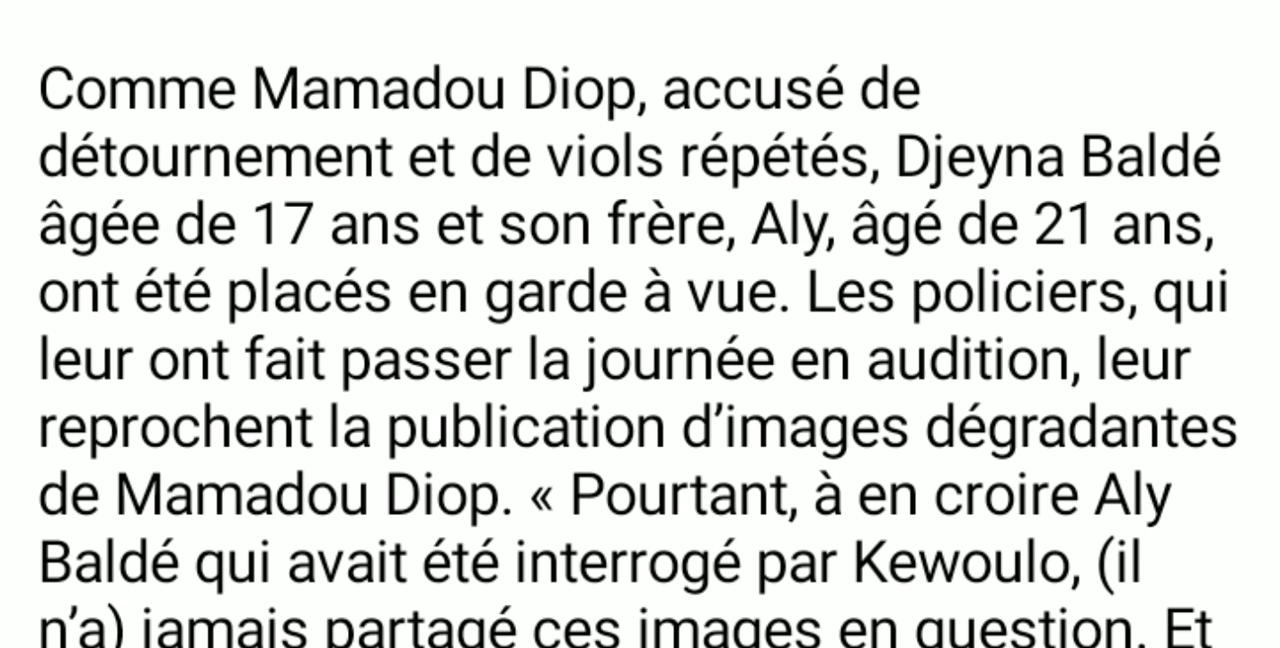 Comme Mamadou Diop, accusé de
détournement et de viols répétés, Djeyna Baldé
âgée de 17 ans et son frère, Aly, âgé de 21 ans,
ont été placés en garde à vue. Les policiers, qui
leur ont fait passer la journée en audition, leur
reprochent la publication d’images dégradantes
de Mamadou Diop. « Pourtant, à en croire Aly
Baldé qui avait été interrogé par Kewoulo, (il
n’a) jamais partagé ces images en question. Et